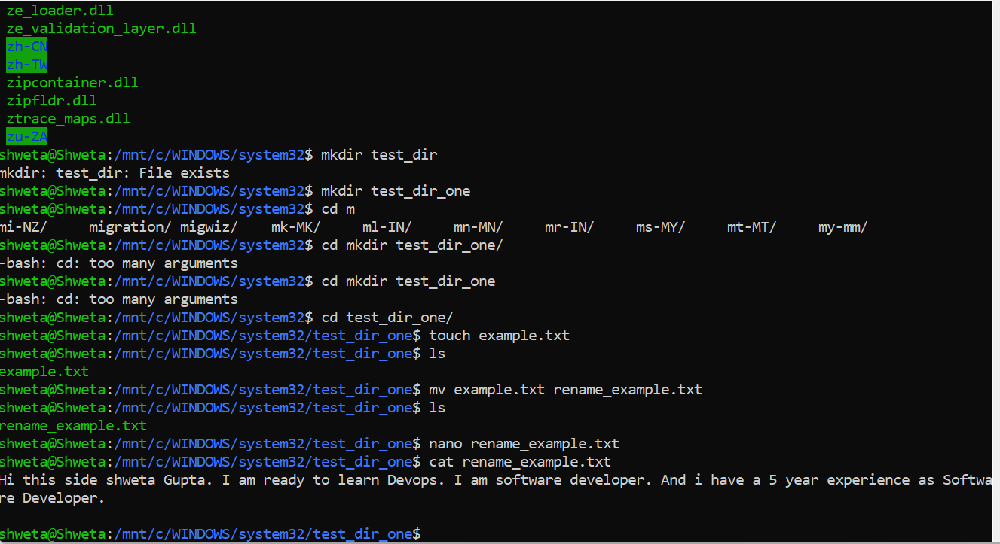 ze_loader.dll
ze_validation_layer.dll
zh-CN
zh-TW
zipcontainer.dll
zipfldr.dll
ztrace_maps.dll
zu-ZA
shweta@Shweta:/mnt/c/WINDOWS/system32$ mkdir test_dir
mkdir: test_dir: File exists
shweta@Shweta:/mnt/c/WINDOWS/system32$ mkdir test_dir_one
shweta@Shweta:/mnt/c/WINDOWS/system32$ cd m
mi-NZ/ migration/ migwiz/ mk-MK/ ml-IN/ mn-MN/ mr-IN/ ms-MY/ mt-MT/ my-mm/
shweta@Shweta:/mnt/c/WINDOWS/system32$ cd mkdir test_dir_one/
-bash: cd: too many arguments
shweta@Shweta:/mnt/c/WINDOWS/system32$ cd mkdir test_dir_one
-bash: cd: too many arguments
shweta@Shweta:/mnt/c/WINDOWS/system32$ cd test_dir_one/
shweta@Shweta:/mnt/c/WINDOWS/system32/test_dir_one$ touch example.txt
shweta@Shweta:/mnt/c/WINDOWS/system32/test_dir_one$ ls
example.txt
shweta@Shweta:/mnt/c/WINDOWS/system32/test_dir_one$ mv example.txt rename_example.txt
shweta@Shweta:/mnt/c/WINDOWS/system32/test_dir_one$ ls
rename_example.txt
shweta@Shweta:/mnt/c/WINDOWS/system32/test_dir_one$ nano rename_example.txt
shweta@Shweta:/mnt/c/WINDOWS/system32/test_dir_one$ cat rename_example.txt
Hi this side shweta Gupta. I am ready to learn Devops. I am software developer. And i have a 5 year experience as Softwa
re Developer.
shweta@Shweta:/mnt/c/WINDOWS/system32/test_dir_one$